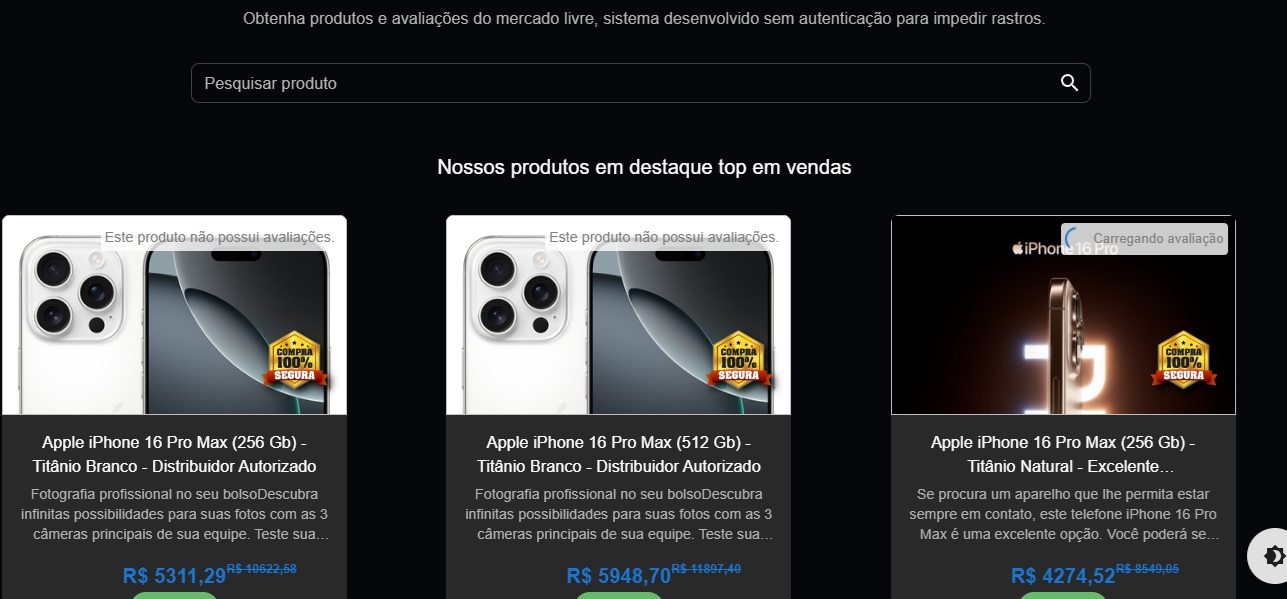 Obtenha produtos e avaliações do mercado livre, sistema desenvolvido sem autenticação para impedir rastros.
Pesquisar produto
Nossos produtos em destaque top em vendas
Este produto não possui avaliações.
COMPRA
100%
SEGURA
Apple iPhone 16 Pro Max (256 Gb) -
Titânio Branco - Distribuidor Autorizado
Fotografia profissional no seu bolsoDescubra
infinitas possibilidades para suas fotos com as 3
câmeras principais de sua equipe. Teste sua...
R$ 5311,29 R$ 10622,58
Este produto não possui avaliações.
COMPRA
100%
SEGURA
Apple iPhone 16 Pro Max (512 Gb) -
Titânio Branco - Distribuidor Autorizado
Fotografia profissional no seu bolsoDescubra
infinitas possibilidades para suas fotos com as 3
câmeras principais de sua equipe. Teste sua...
R$ 5948,70 R$ 11897,40
Carregando avaliação
iPhone 16 Pro
COMPRA
100%
SEGURA
Apple iPhone 16 Pro Max (256 Gb) -
Titânio Natural - Excelente...
Se procura um aparelho que lhe permita estar
sempre em contato, este telefone iPhone 16 Pro
Max é uma excelente opção. Você poderá se...
R$ 4274,52 R$ 8549,05